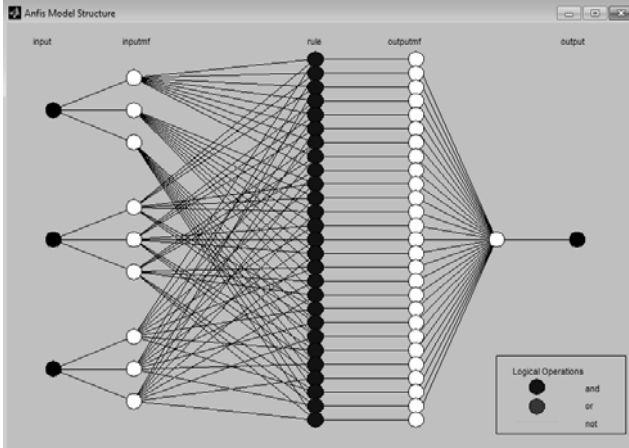 Anfis Model Structure
input inputmf rule outputmf output
Logical Operations
and
or
not